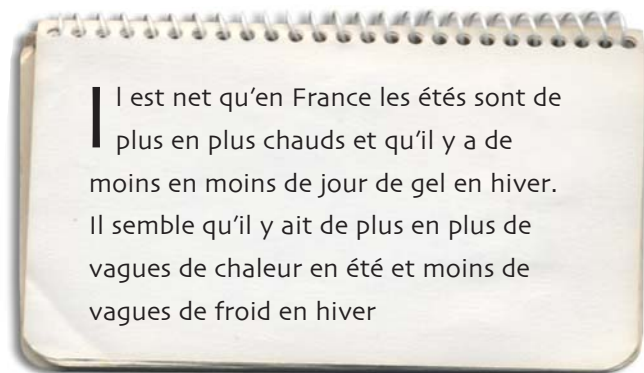 Il est net qu'en France les étés sont de
plus en plus chauds et qu'il y a de
moins en moins de jour de gel en hiver.
Il semble qu'il y ait de plus en plus de
vagues de chaleur en été et moins de
vagues de froid en hiver